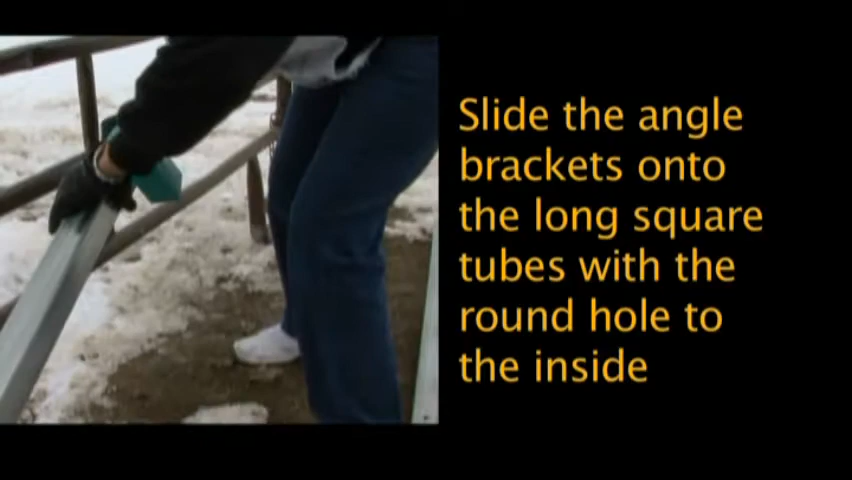 Slide the angle
brackets onto
the long square
tubes with the
round hole to
the inside